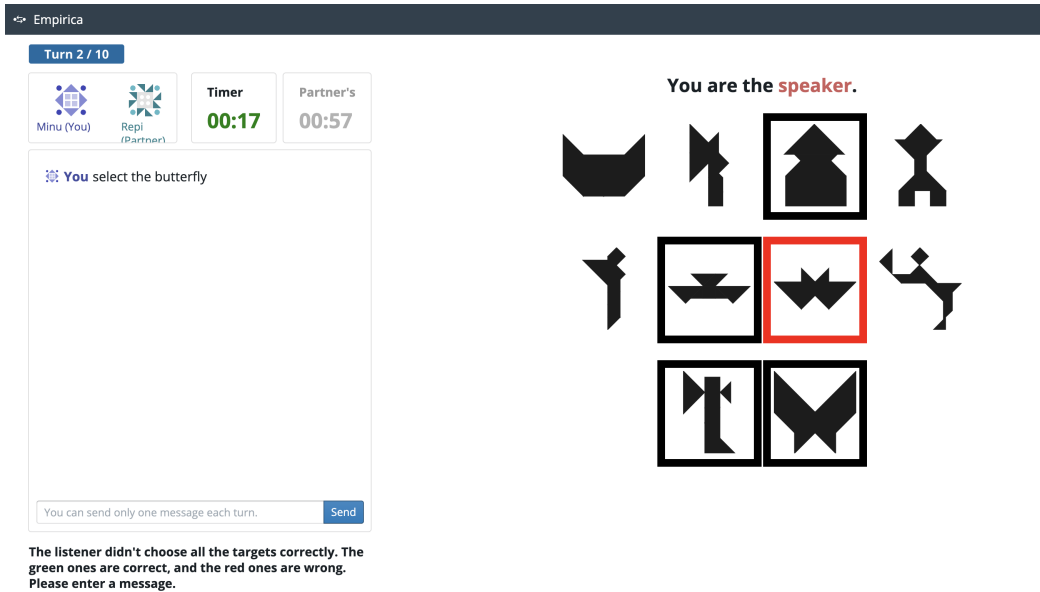 Empirica
Turn 2 / 10
Minu (You)
Repi
(Partner)
Timer
00:17
Partner's
00:57
You are the speaker.
You select the butterfly
You can send only one message each turn.
Send
The listener didn't choose all the targets correctly. The
green ones are correct, and the red ones are wrong.
Please enter a message.